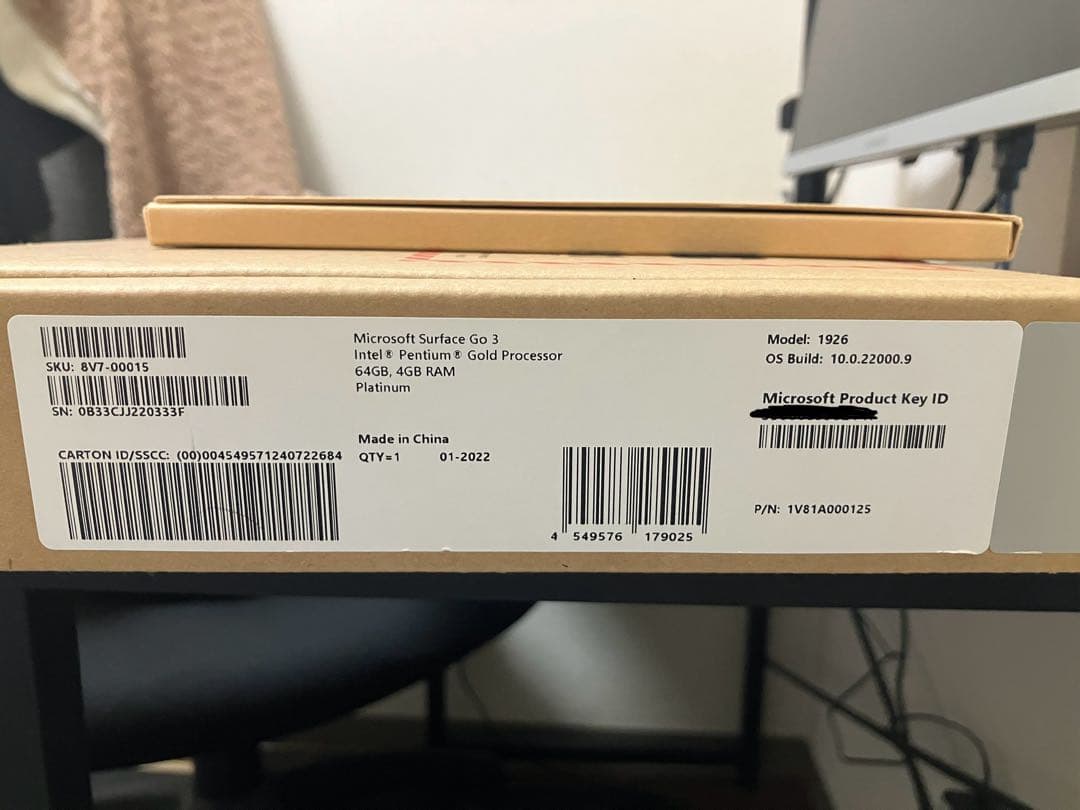 SKU: 8V7-00015
SN: 0B33CJJ220333F
CARTON ID/SSCC: (00)004549571240722684
Microsoft Surface Go 3
Intel® Pentium® Gold Processor
64GB, 4GB RAM
Platinum
Made in China
QTY=1 01-2022
4 549576 179025
Model: 1926
OS Build: 10.0.22000.9
Microsoft Product Key ID
P/N: 1V81A000125